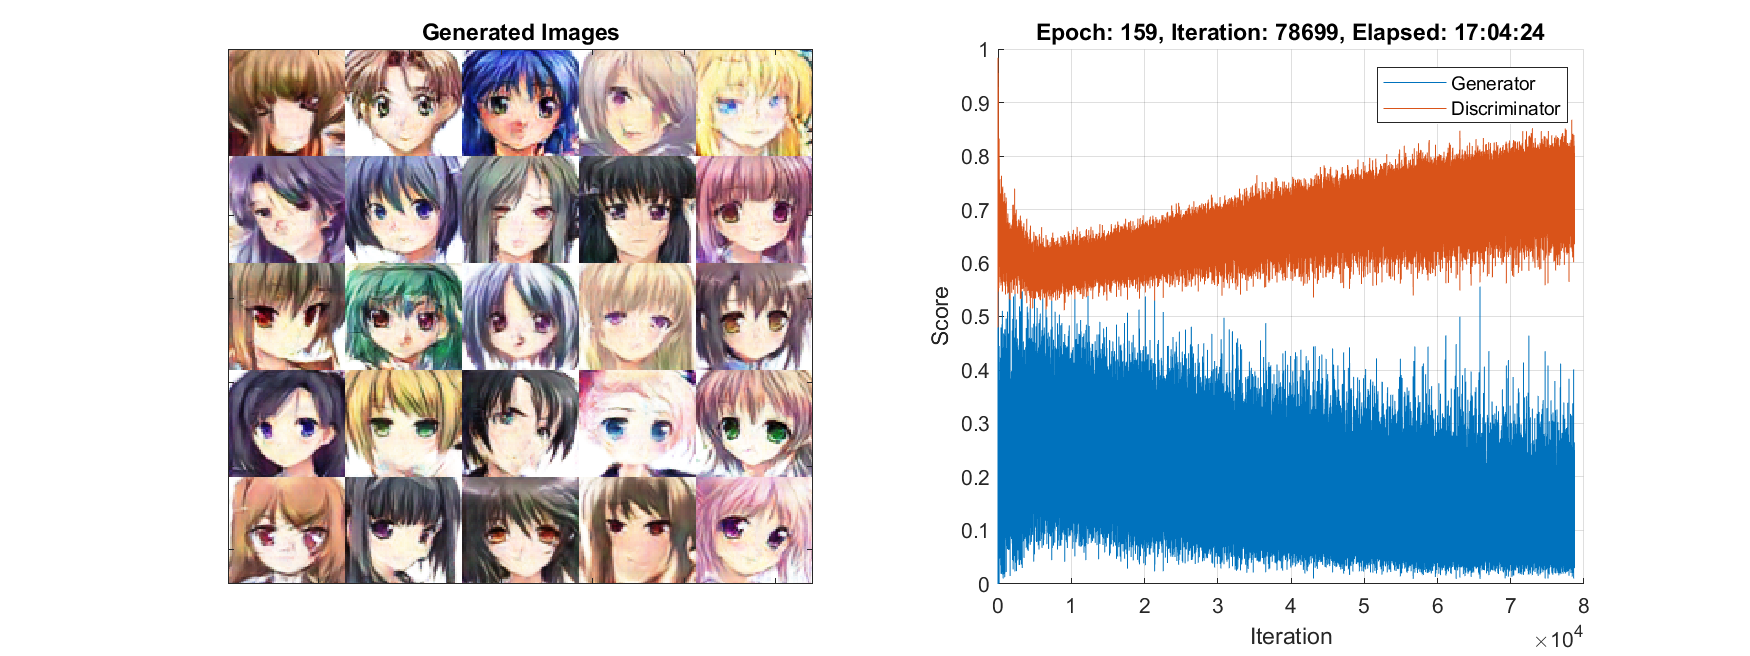 Generated Images
Epoch: 159, Iteration: 78699, Elapsed: 17:04:24
Generator
Discriminator
1
0.9
0.8
0.7
0.6
0.5
0.4
0.3
0.2
0.1
0
Score
0 1 2 3 4 5 6 7 8
Iteration
×10⁴